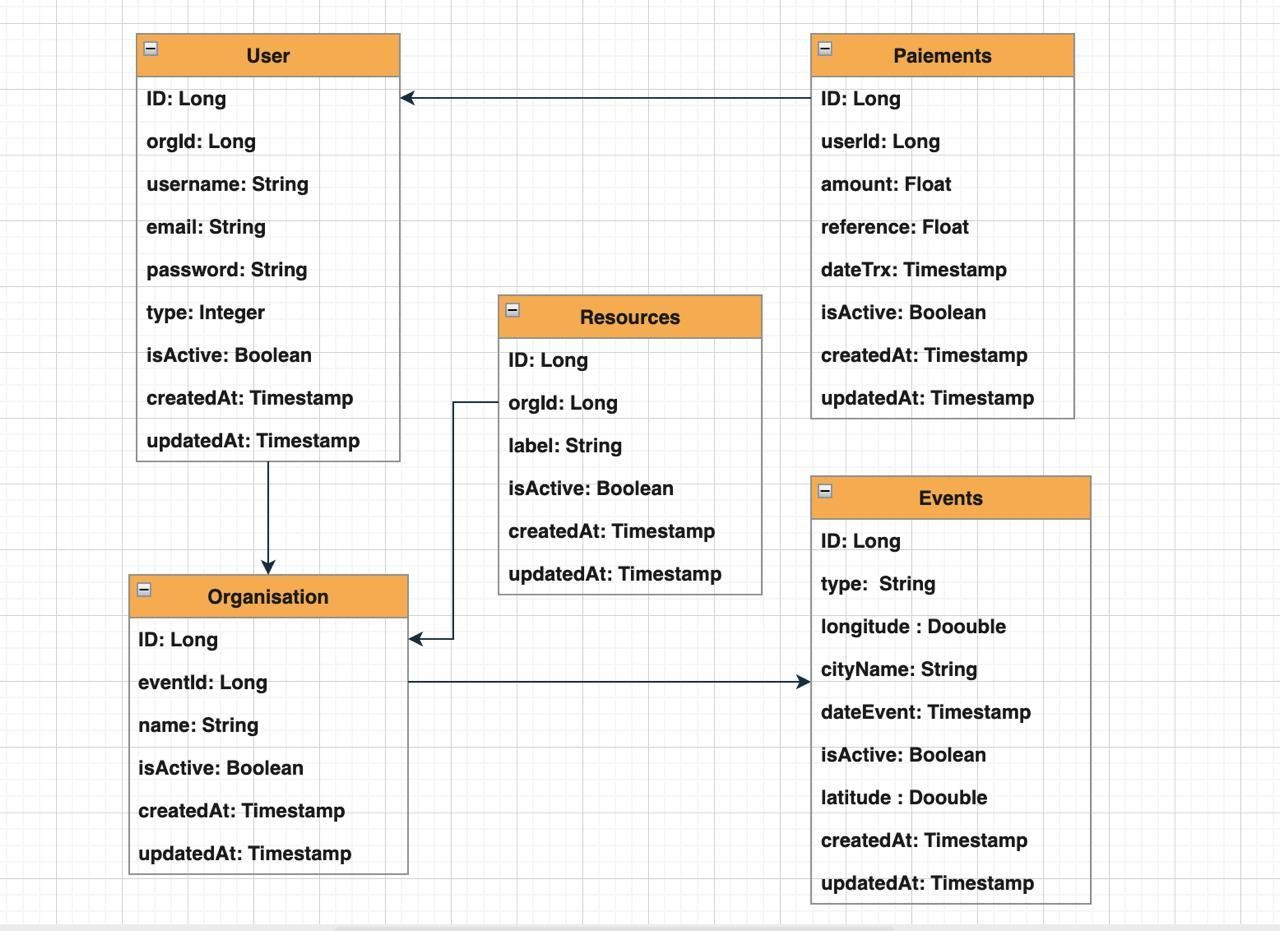 User
ID: Long
orgId: Long
username: String
email: String
password: String
type: Integer
isActive: Boolean
createdAt: Timestamp
updatedAt: Timestamp
Paiements
ID: Long
userId: Long
amount: Float
reference: Float
dateTrx: Timestamp
isActive: Boolean
createdAt: Timestamp
updatedAt: Timestamp
Resources
ID: Long
orgId: Long
label: String
isActive: Boolean
createdAt: Timestamp
updatedAt: Timestamp
Organisation
ID: Long
eventId: Long
name: String
isActive: Boolean
createdAt: Timestamp
updatedAt: Timestamp
Events
ID: Long
type:  String
longitude : Doouble
cityName: String
dateEvent: Timestamp
isActive: Boolean
latitude : Doouble
createdAt: Timestamp
updatedAt: Timestamp